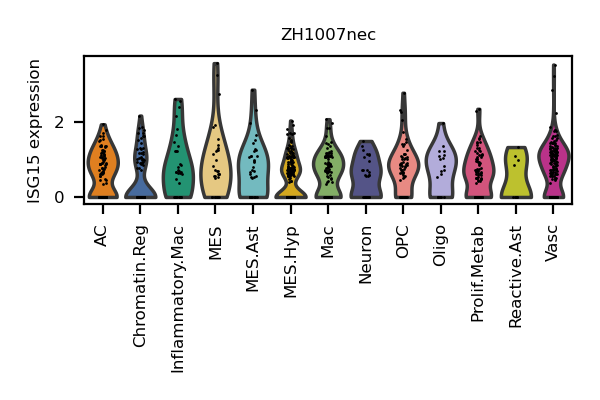 ZH1007nec
ISG15 expression
2
0
AC
Chromatin.Reg
Inflammatory.Mac
MES
MES.Ast
MES.Hyp
Mac
Neuron
OPC
Oligo
Prolif.Metab
Reactive.Ast
Vasc